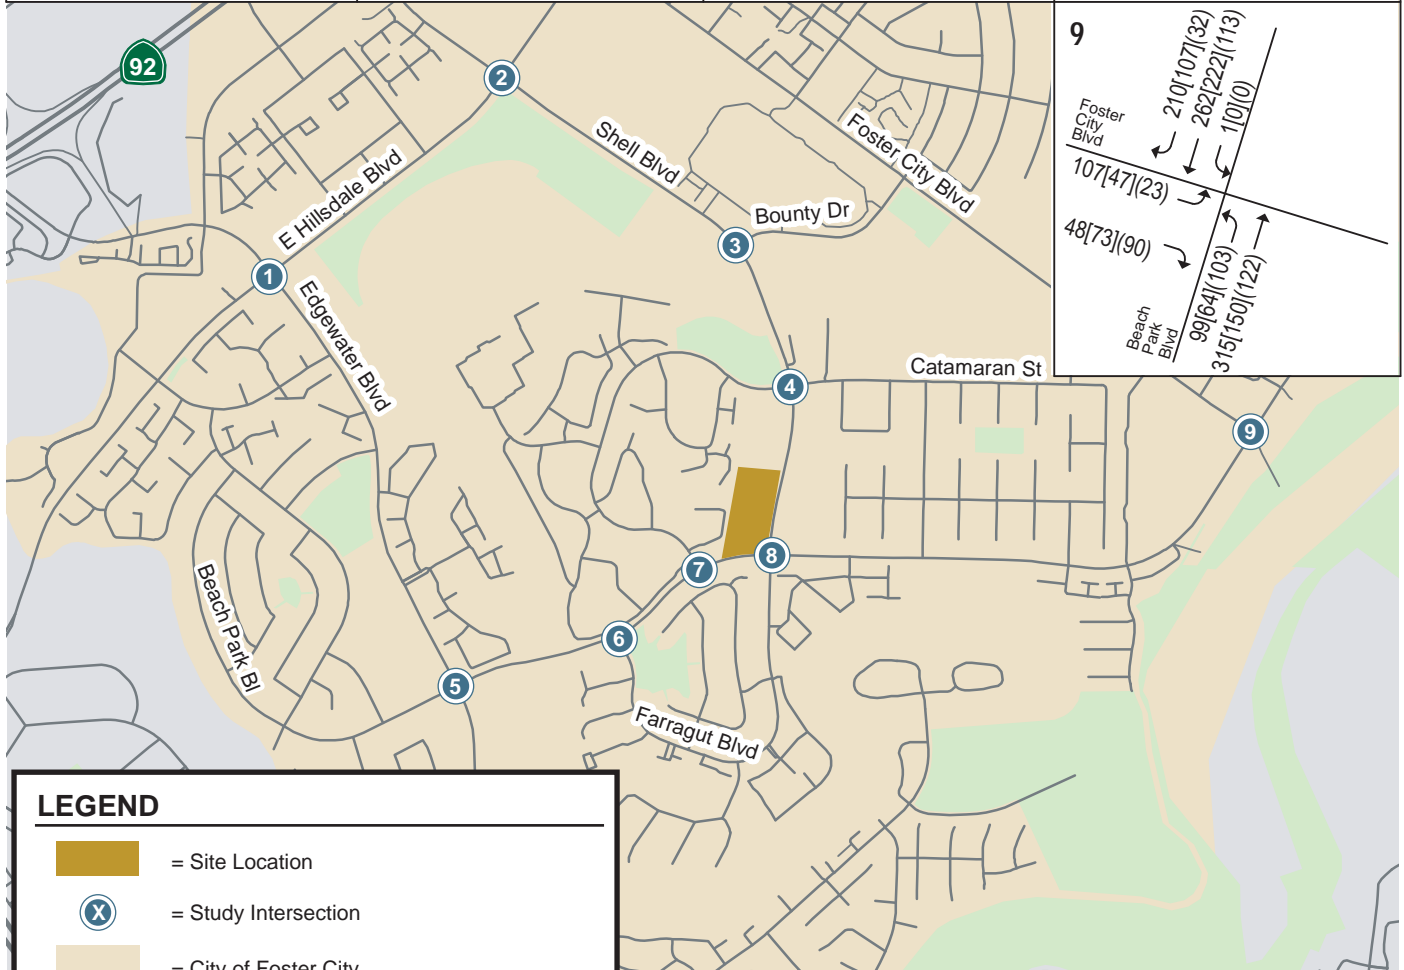 92
2
Shell Blvd
Foster City Blvd
E Hillsdale Blvd
Bounty Dr
3
1
Edgewater Blvd
4
Catamaran St
9
9
210[107](32)
262[222](113)
1[0](0)
Foster
City
Blvd
107[47](23)
48[73](90)
Beach
Park
Blvd
99[64](103)
315[150](122)
8
7
6
5
Beach Park Bl
Farragut Blvd
LEGEND
= Site Location
X
= Study Intersection
= City of Foster City